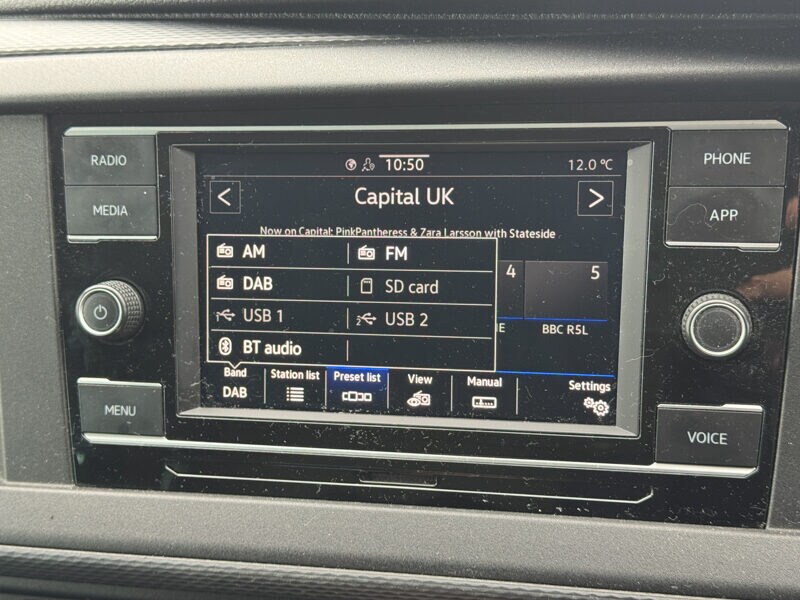 RADIO
MEDIA
MENU
PHONE
APP
VOICE
10:50
12.0 °C
<
Capital UK
>
Now on Capital: PinkPantheress & Zara Larsson with Stateside
AM
FM
DAB
SD card
1 USB 1
2 USB 2
BT audio
4
5
BBC R5L
Band
DAB
Station list
Preset list
View
Manual
Settings